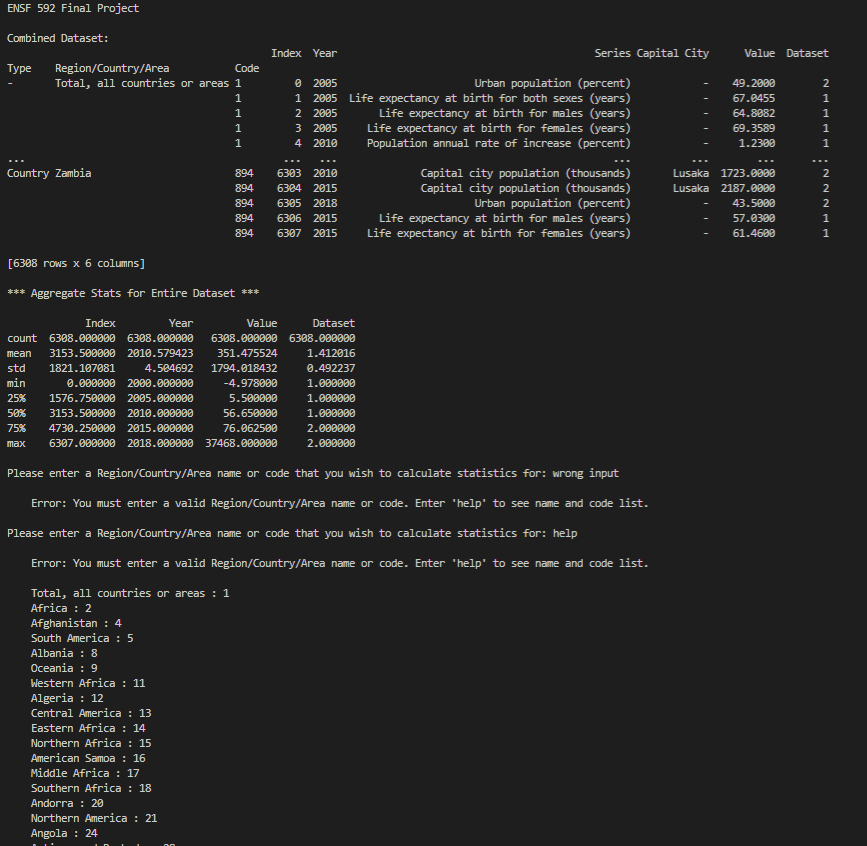 ENSF 592 Final Project
Combined Dataset:
Index Year Series Capital City Value Dataset
Type Region/Country/Area Code
- Total, all countries or areas 1 0 2005 Urban population (percent) - 49.2000 2
1 1 2005 Life expectancy at birth for both sexes (years) - 67.0455 1
1 2 2005 Life expectancy at birth for males (years) - 64.8082 1
1 3 2005 Life expectancy at birth for females (years) - 69.3589 1
1 4 2010 Population annual rate of increase (percent) - 1.2300 1
... ... ... ... ... ... ...
Country Zambia 894 6303 2010 Capital city population (thousands) Lusaka 1723.0000 2
894 6304 2015 Capital city population (thousands) Lusaka 2187.0000 2
894 6305 2018 Urban population (percent) - 43.5000 2
894 6306 2015 Life expectancy at birth for males (years) - 57.0300 1
894 6307 2015 Life expectancy at birth for females (years) - 61.4600 1
[6308 rows x 6 columns]
*** Aggregate Stats for Entire Dataset ***
Index Year Value Dataset
count 6308.000000 6308.000000 6308.000000 6308.000000
mean 3153.500000 2010.579423 351.475524 1.412016
std 1821.107081 4.504692 1794.018432 0.492237
min 0.000000 2000.000000 -4.978000 1.000000
25% 1576.750000 2005.000000 5.500000 1.000000
50% 3153.500000 2010.000000 56.650000 1.000000
75% 4730.250000 2015.000000 76.062500 2.000000
max 6307.000000 2018.000000 37468.000000 2.000000
Please enter a Region/Country/Area name or code that you wish to calculate statistics for: wrong input
Error: You must enter a valid Region/Country/Area name or code. Enter 'help' to see name and code list.
Please enter a Region/Country/Area name or code that you wish to calculate statistics for: help
Error: You must enter a valid Region/Country/Area name or code. Enter 'help' to see name and code list.
Total, all countries or areas : 1
Africa : 2
Afghanistan : 4
South America : 5
Albania : 8
Oceania : 9
Western Africa : 11
Algeria : 12
Central America : 13
Eastern Africa : 14
Northern Africa : 15
American Samoa : 16
Middle Africa : 17
Southern Africa : 18
Andorra : 20
Northern America : 21
Angola : 24